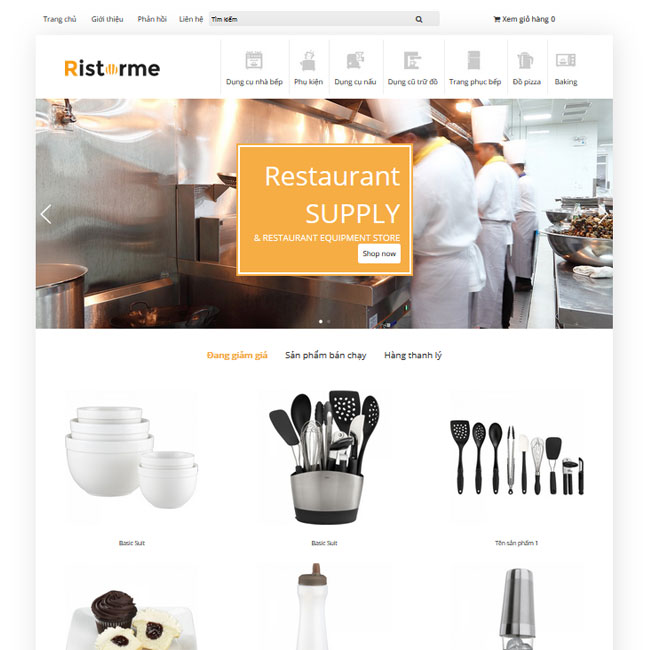 Trang chủ Giới thiệu Phản hồi Liên hệ Tìm kiếm Xem giỏ hàng 0
Ristorme
Dụng cụ nhà bếp Phụ kiện Dụng cụ nấu Dụng cũ trữ đồ Trang phục bếp Đồ pizza Baking
Restaurant
SUPPLY
& RESTAURANT EQUIPMENT STORE
Shop now
Đang giảm giá Sản phẩm bán chạy Hàng thanh lý
Basic Suit Basic Suit Tên sản phẩm 1